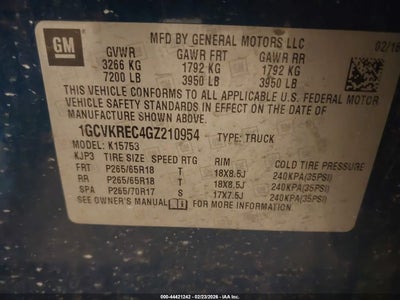 GM
MFD BY GENERAL MOTORS LLC
02/16
GVWR GAWR FRT GAWR RR
3266 KG 1792 KG 1792 KG
7200 LB 3950 LB 3950 LB
THIS VEHICLE CONFORMS TO ALL APPLICABLE U.S. FEDERAL MOTOR
VEHICLE SAFETY STANDARDS IN EFFECT ON THE DATE OF
MANUFACTURE SHOWN ABOVE.
1GCVKREC4GZ210954 TYPE: TRUCK
MODEL: K15753
KJP3 TIRE SIZE SPEED RTG RIM COLD TIRE PRESSURE
FRT P265/65R18 T 18X8.5J 240KPA(35PSI)
RR P265/65R18 T 18X8.5J 240KPA(35PSI)
SPA P265/70R17 S 17X7.5J 240KPA(35PSI)
SEE OWNER'S MANUAL FOR MORE INFORMATION.
000-44421242 - 02/23/2026 - IAAI US